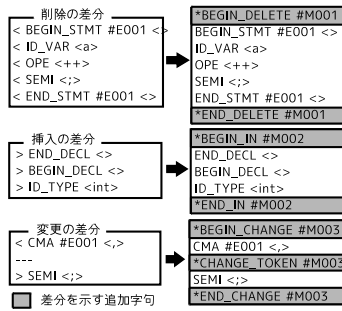 削除の差分
< BEGIN_STMT #E001 <>
< ID_VAR <a>
< OPE <++>
< SEMI <;>
< END_STMT #E001 <>
*BEGIN_DELETE #M001
BEGIN_STMT #E001 <>
ID_VAR <a>
OPE <++>
SEMI <;>
END_STMT #E001 <>
*END_DELETE #M001
挿入の差分
> END_DECL <>
> BEGIN_DECL <>
> ID_TYPE <int>
*BEGIN_IN #M002
END_DECL <>
BEGIN_DECL <>
ID_TYPE <int>
*END_IN #M002
変更の差分
< CMA #E001 <,>
---
> SEMI <;>
*BEGIN_CHANGE #M003
CMA #E001 <,>
*CHANGE_TOKEN #M003
SEMI <;>
*END_CHANGE #M003
差分を示す追加字句